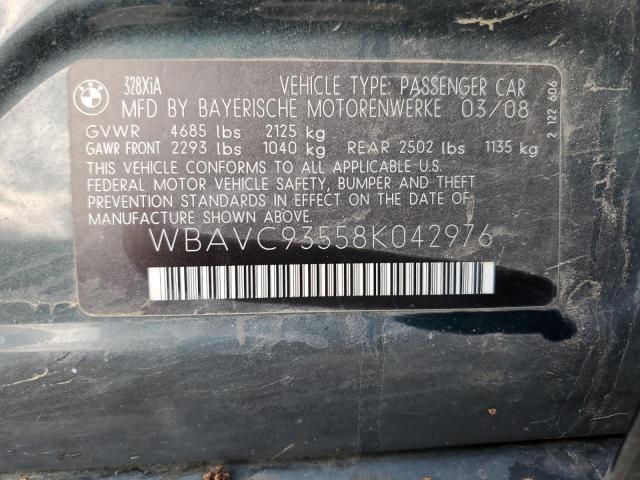 328XiA VEHICLE TYPE: PASSENGER CAR
MFD BY BAYERISCHE MOTORENWERKE 03/08
GVWR 4685 lbs 2125 kg
GAWR FRONT 2293 lbs 1040 kg REAR 2502 lbs 1135 kg
THIS VEHICLE CONFORMS TO ALL APPLICABLE U.S.
FEDERAL MOTOR VEHICLE SAFETY, BUMPER AND THEFT
PREVENTION STANDARDS IN EFFECT ON THE DATE OF
MANUFACTURE SHOWN ABOVE.
WBAVC93558K042976
2 122 606